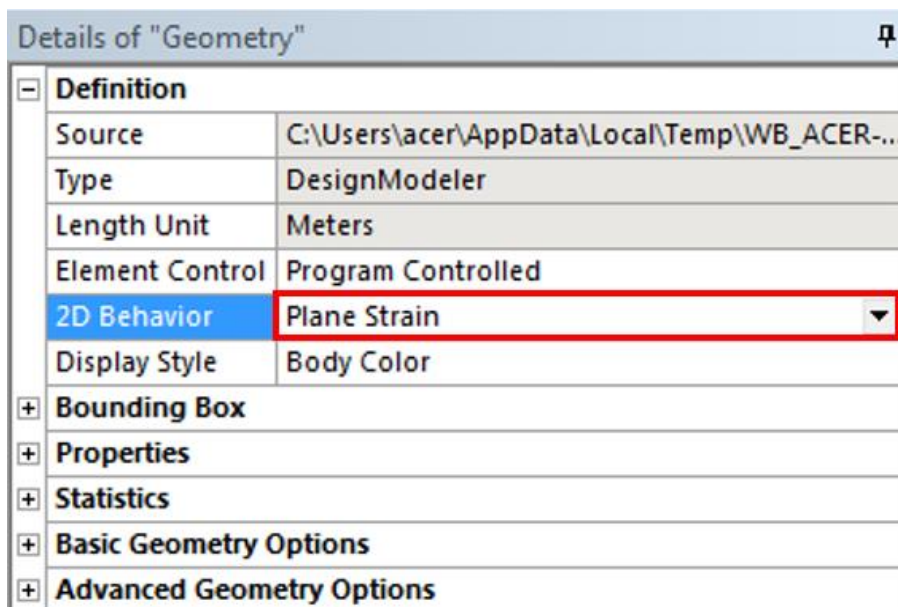 Details of "Geometry"
Definition
Source C:\Users\acer\AppData\Local\Temp\WB_ACER-...
Type DesignModeler
Length Unit Meters
Element Control Program Controlled
2D Behavior Plane Strain
Display Style Body Color
Bounding Box
Properties
Statistics
Basic Geometry Options
Advanced Geometry Options